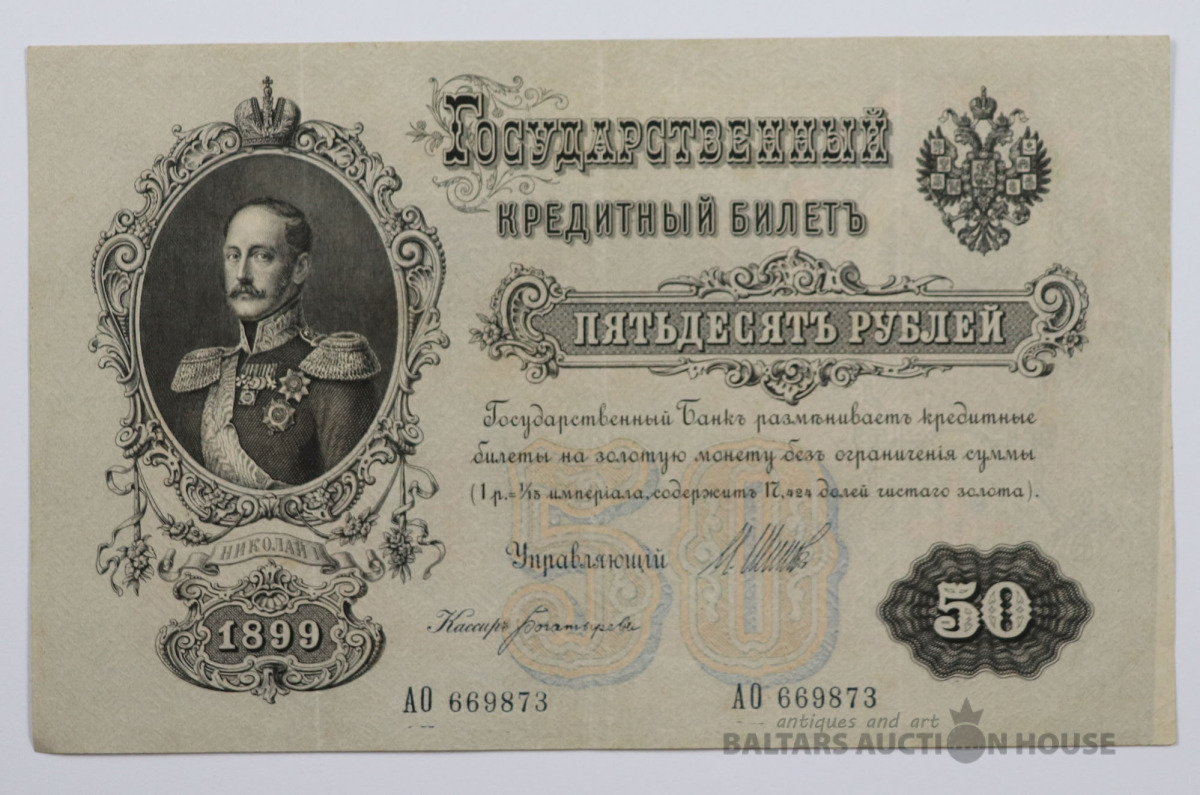 Государственный
кредитный билетъ
пятьдесятъ рублей
Государственный Банкъ размѣниваетъ кредитные
билеты на золотую монету безъ ограниченія суммы
(1 р.=1/15 имперіала, содержитъ 17,424 долей чистаго золота).
Управляющій
НИКОЛАЙ I
1899
Кассиръ
50
50
АО 669873
АО 669873
antiques and art
BALTARS AUCTION HOUSE